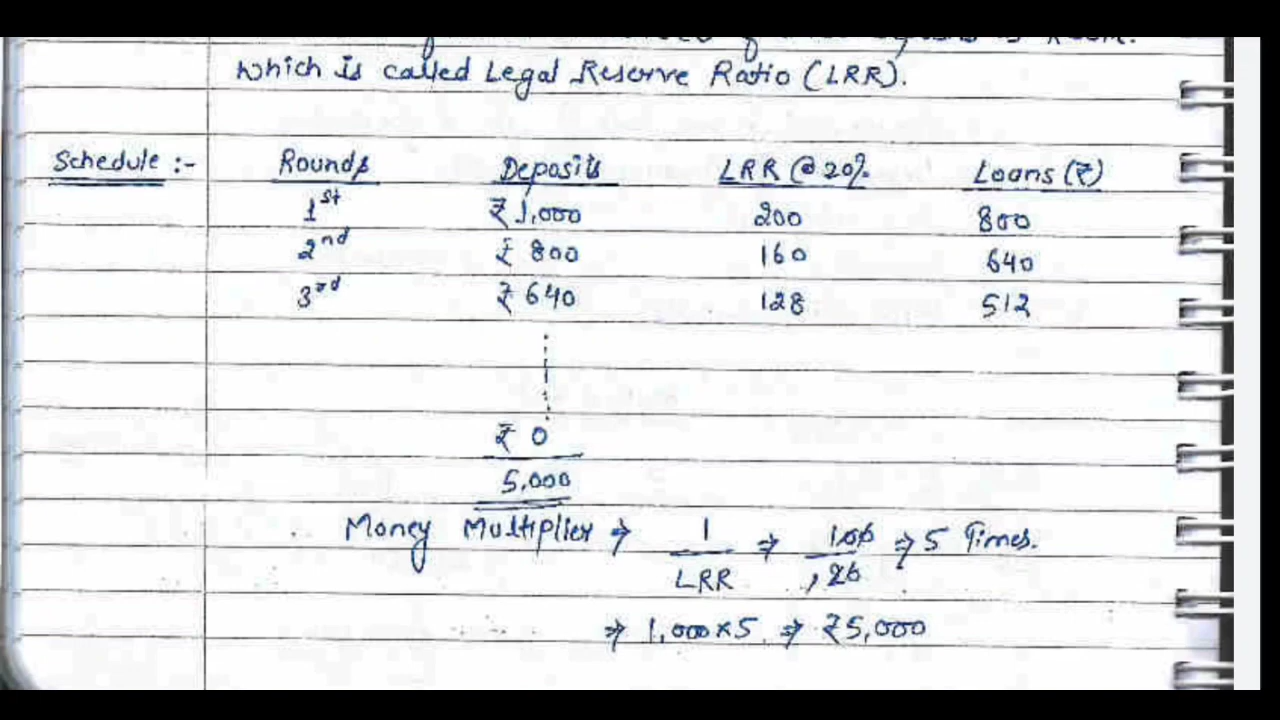 which is called Legal Reserve Ratio (LRR).
Schedule :- Rounds Deposits LRR @ 20% Loans (₹)
1st ₹ 1,000 200 800
2nd ₹ 800 160 640
3rd ₹ 640 128 512
₹ 0
5,000
Money Multiplier ⇒ 1/LRR ⇒ 100/.20 ⇒ 5 Times.
⇒ 1,000 x 5 ⇒ ₹5,000